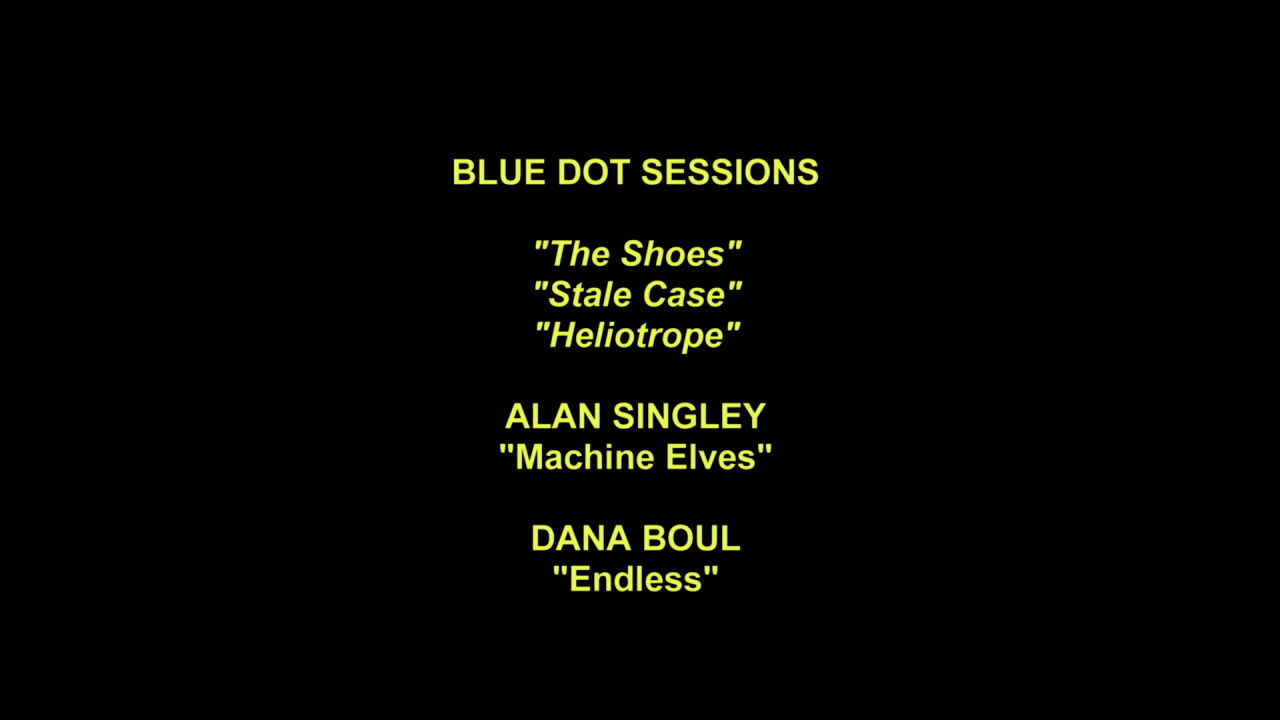 BLUE DOT SESSIONS
"The Shoes"
"Stale Case"
"Heliotrope"
ALAN SINGLEY
"Machine Elves"
DANA BOUL
"Endless"